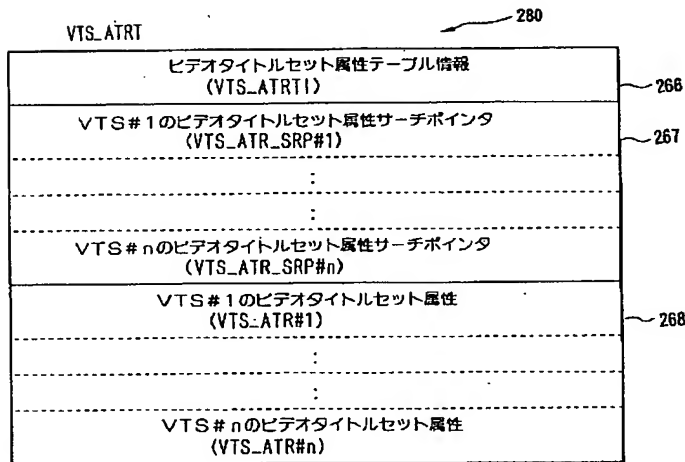 VTS_ATRT
280
ビデオタイトルセット属性テーブル情報
(VTS_ATRTI)
266
VTS#1のビデオタイトルセット属性サーチポインタ
(VTS_ATR_SRP#1)
267
:
:
VTS#nのビデオタイトルセット属性サーチポインタ
(VTS_ATR_SRP#n)
VTS#1のビデオタイトルセット属性
(VTS_ATR#1)
268
:
:
VTS#nのビデオタイトルセット属性
(VTS_ATR#n)